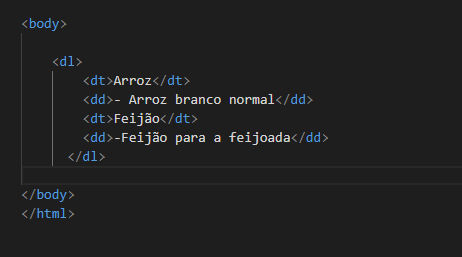 <body>
<dl>
<dt>Arroz</dt>
<dd>- Arroz branco normal</dd>
<dt>Feijão</dt>
<dd>-Feijão para a feijoada</dd>
</dl>
</body>
</html>